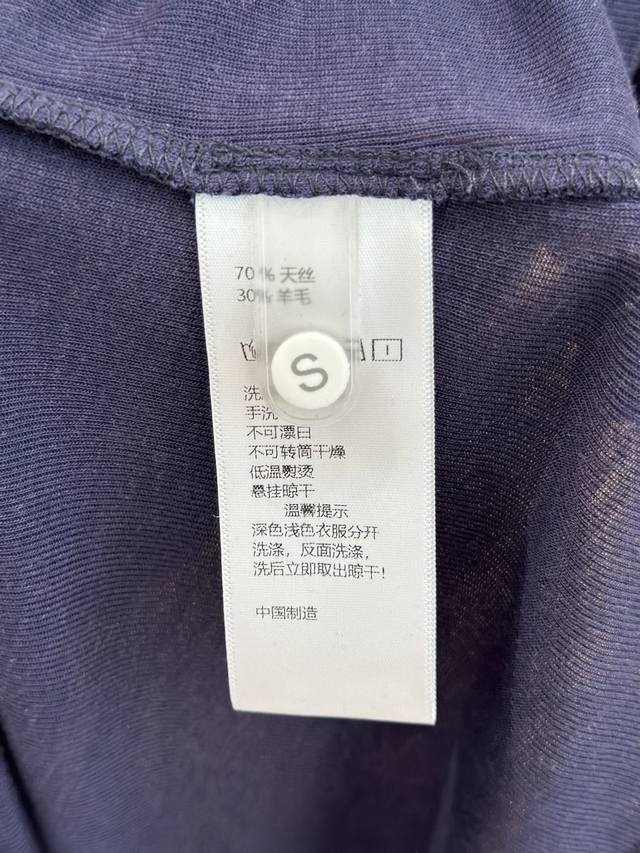 70% 天丝
30% 羊毛
S
洗
手洗
不可漂白
不可转筒干燥
低温熨烫
悬挂晾干
温馨提示
深色浅色衣服分开
洗涤，反面洗涤，
洗后立即取出晾干！
中国制造